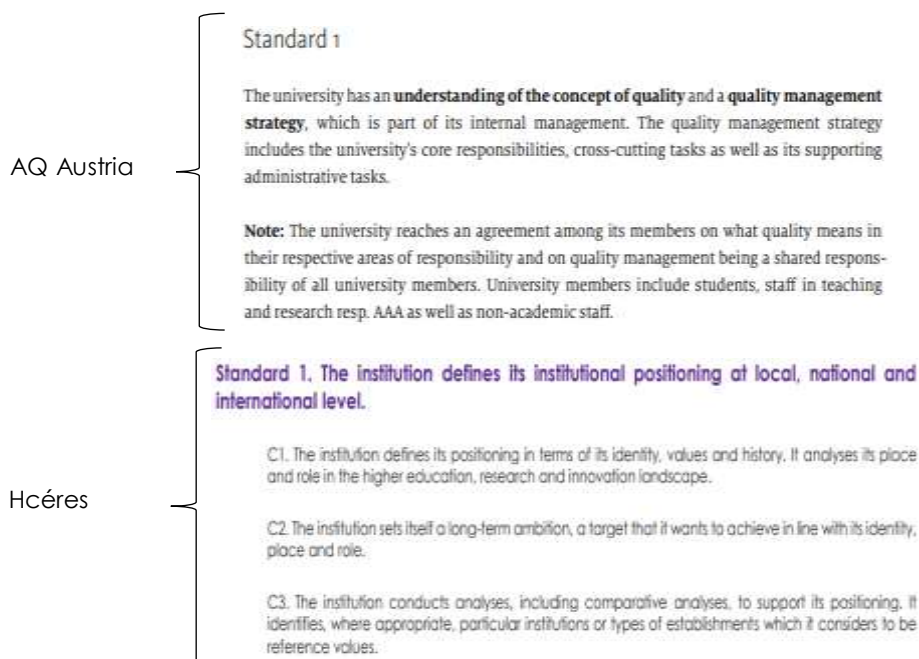 AQ Austria
Standard 1
The university has an understanding of the concept of quality and a quality management
strategy, which is part of its internal management. The quality management strategy
includes the university's core responsibilities, cross-cutting tasks as well as its supporting
administrative tasks.
Note: The university reaches an agreement among its members on what quality means in
their respective areas of responsibility and on quality management being a shared respons-
ibility of all university members. University members include students, staff in teaching
and research resp. AAA as well as non-academic staff.
Hcéres
Standard 1. The institution defines its institutional positioning at local, national and
international level.
C1. The institution defines its positioning in terms of its identity, values and history. It analyses its place
and role in the higher education, research and innovation landscape.
C2. The institution sets itself a long-term ambition, a target that it wants to achieve in line with its identity,
place and role.
C3. The institution conducts analyses, including comparative analyses, to support its positioning. It
identifies, where appropriate, particular institutions or types of establishments which it considers to be
reference values.